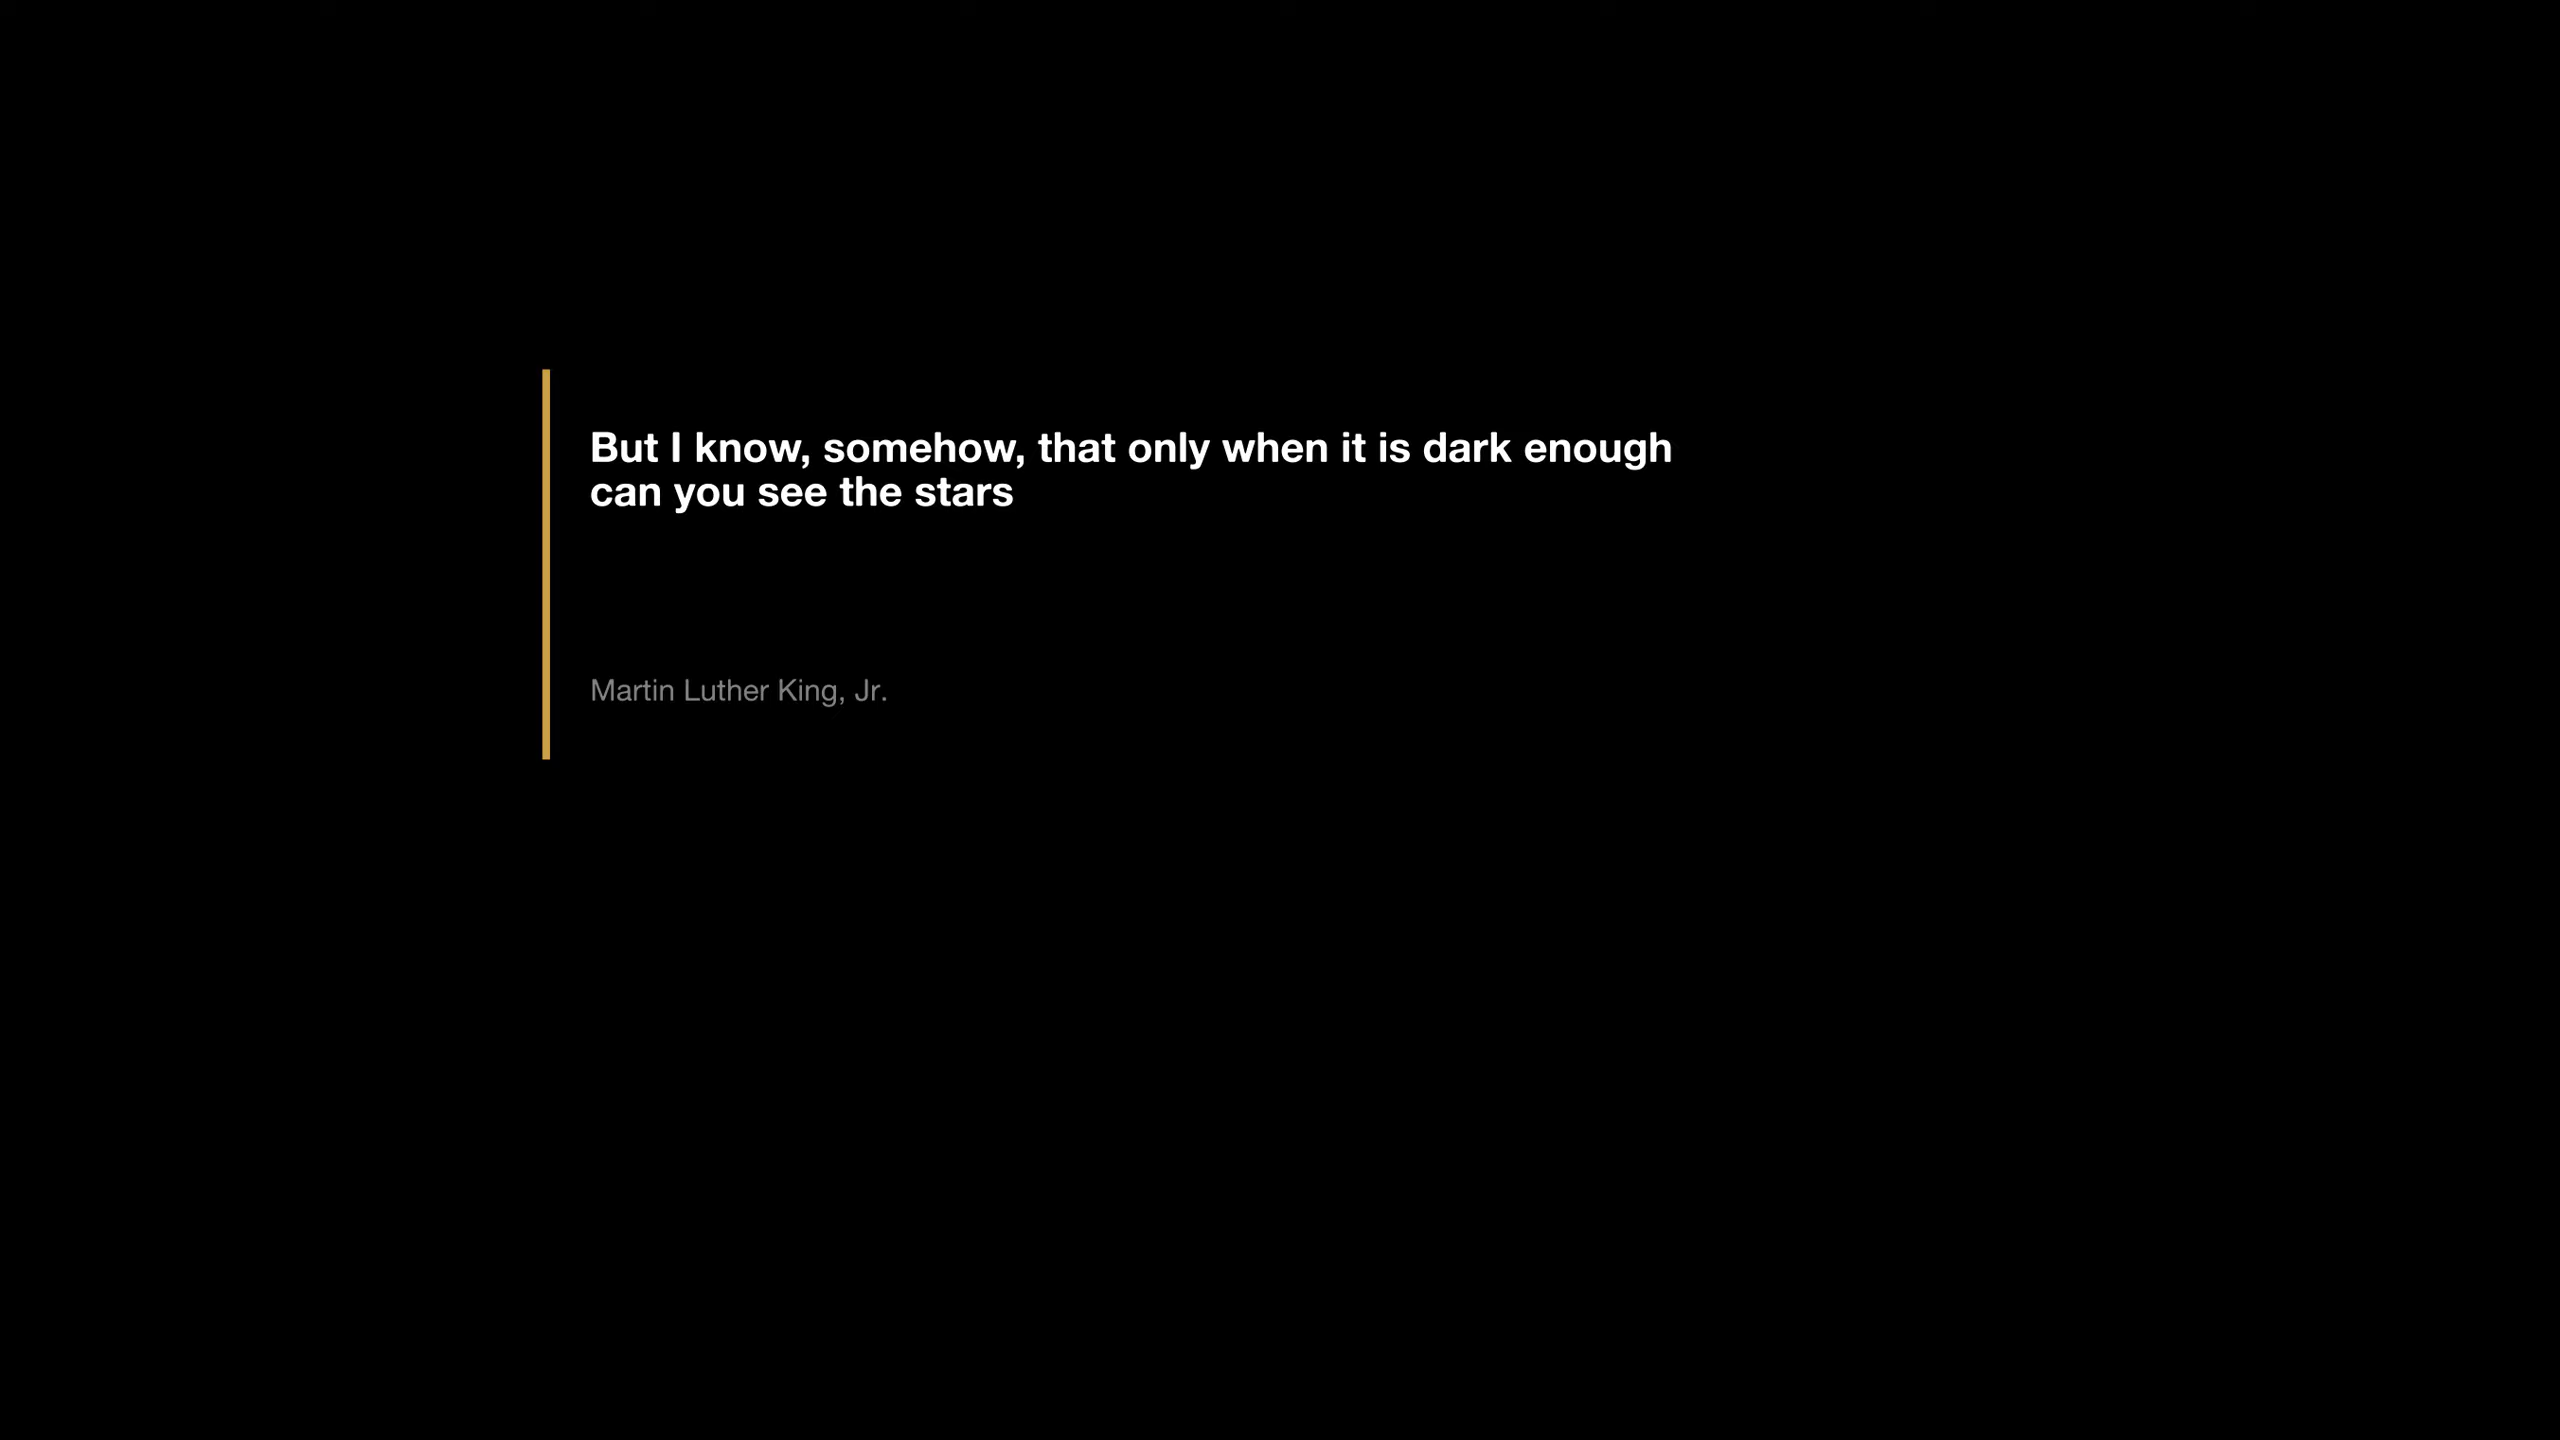 But I know, somehow, that only when it is dark enough
can you see the stars
Martin Luther King, Jr.